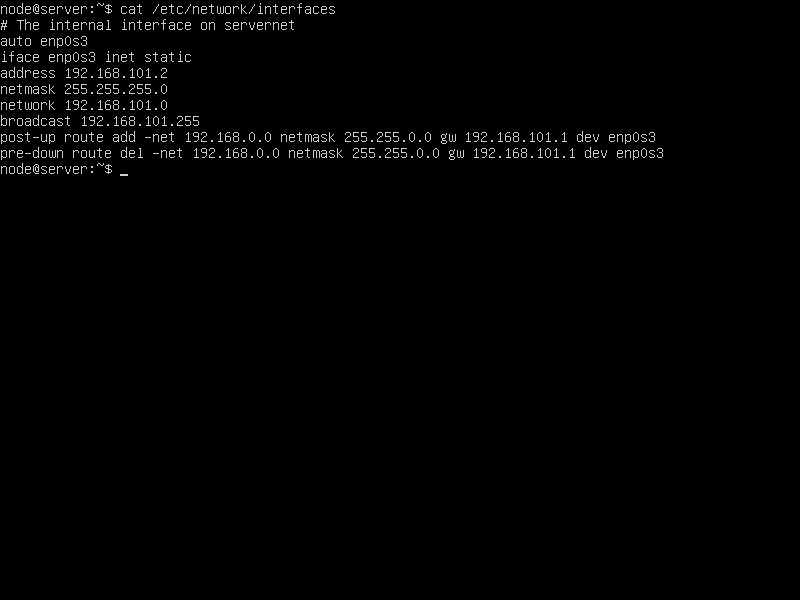 node@server:~$ cat /etc/network/interfaces
# The internal interface on servernet
auto enp0s3
iface enp0s3 inet static
address 192.168.101.2
netmask 255.255.255.0
network 192.168.101.0
broadcast 192.168.101.255
post-up route add -net 192.168.0.0 netmask 255.255.0.0 gw 192.168.101.1 dev enp0s3
pre-down route del -net 192.168.0.0 netmask 255.255.0.0 gw 192.168.101.1 dev enp0s3
node@server:~$ _